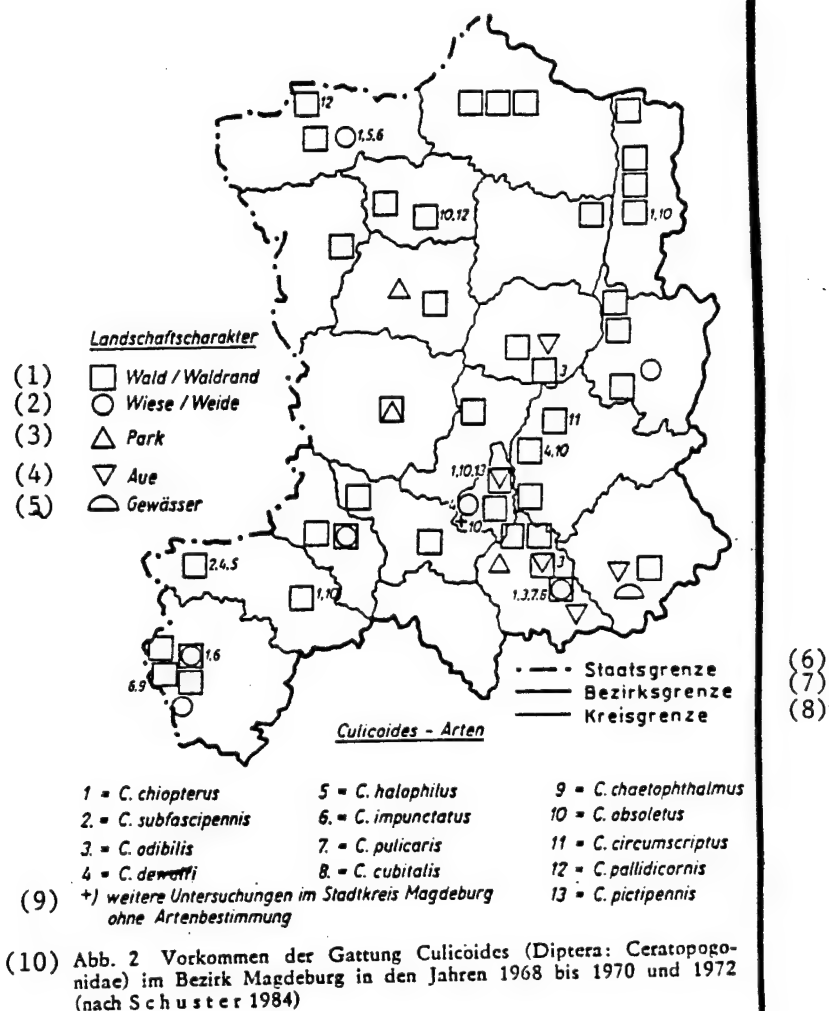 12
1,5,6
10,12
1,10
3
11
4,10
1,10,13
4
+) 10
3
1,3,7,6
2,4,5
1,10
1,6
6,9
Landschaftscharakter
(1) Wald / Waldrand
(2) Wiese / Weide
(3) Park
(4) Aue
(5) Gewässer
Staatsgrenze (6)
Bezirksgrenze (7)
Kreisgrenze (8)
Culicoides - Arten
1 = C. chiopterus
2. = C. subfascipennis
3. = C. odibilis
4 = C. dewulfi
5 = C. halophilus
6. = C. impunctatus
7. = C. pulicaris
8. = C. cubitalis
9 = C. chaetophthalmus
10 = C. obsoletus
11 = C. circumscriptus
12 = C. pallidicornis
13 = C. pictipennis
(9) +) weitere Untersuchungen im Stadtkreis Magdeburg
ohne Artenbestimmung
(10) Abb. 2 Vorkommen der Gattung Culicoides (Diptera: Ceratopogo-
nidae) im Bezirk Magdeburg in den Jahren 1968 bis 1970 und 1972
(nach Schuster 1984)